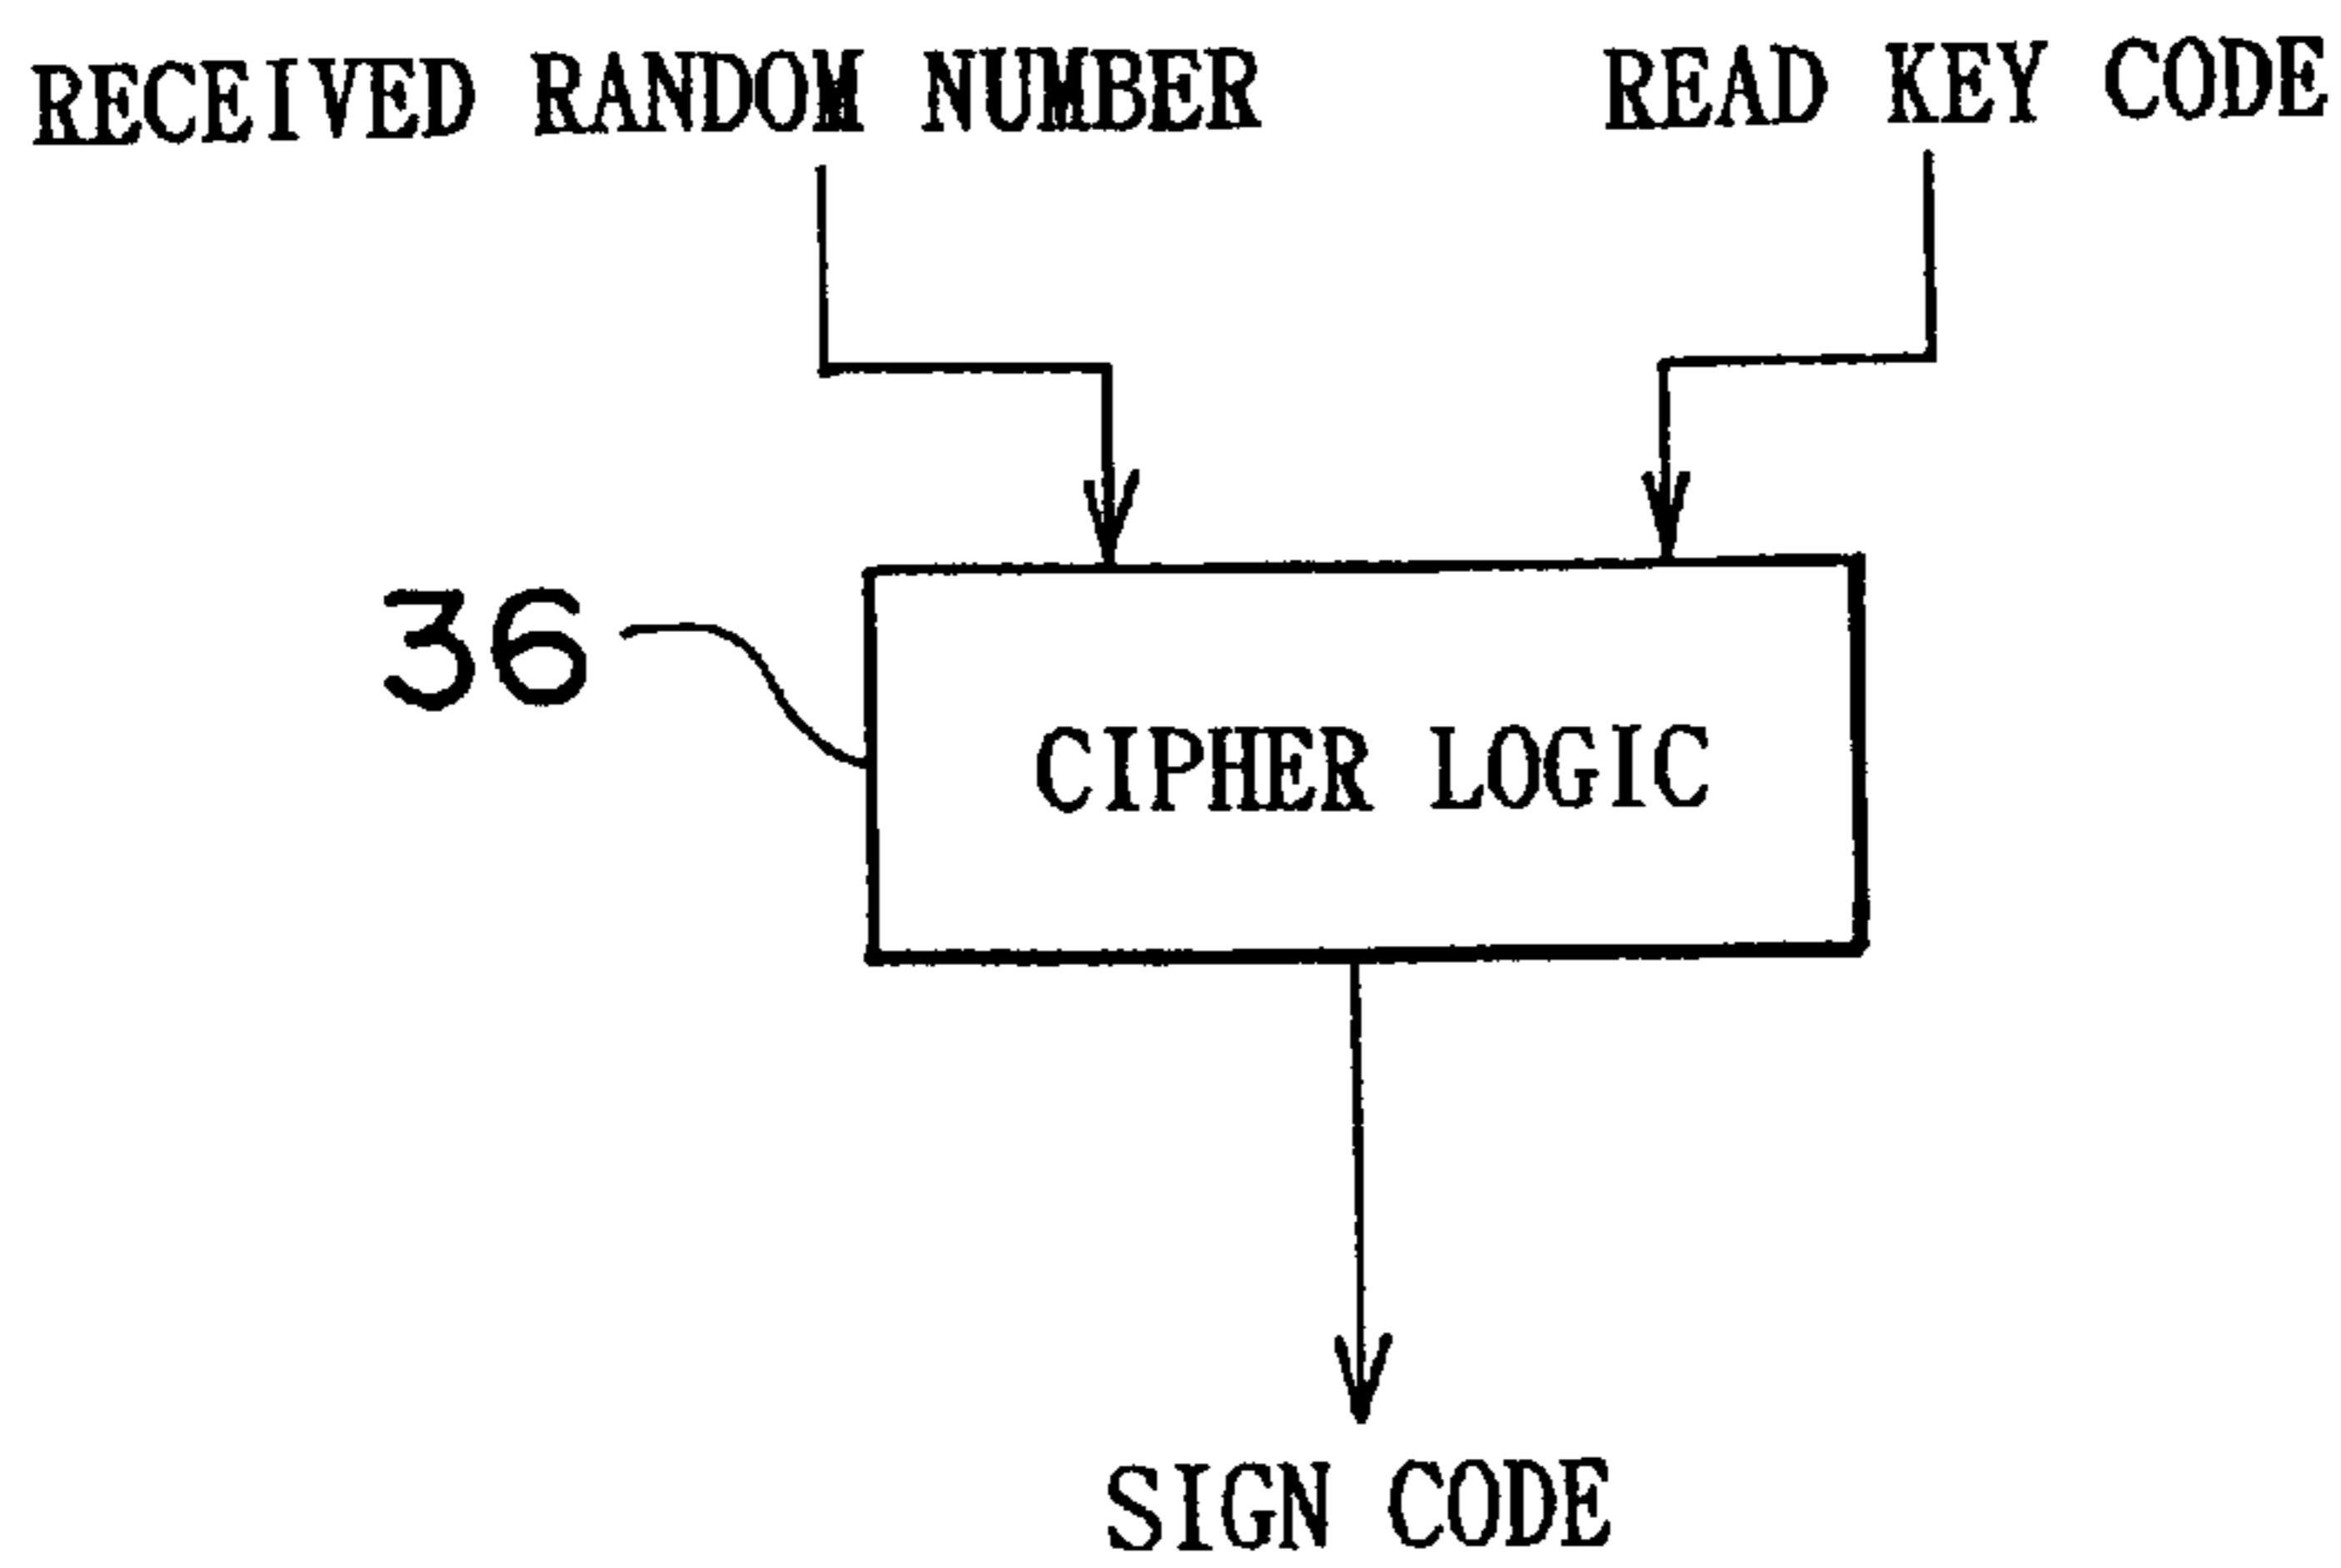 RECEIVED RANDOM NUMBER
READ KEY CODE
36
CIPHER LOGIC
SIGN CODE